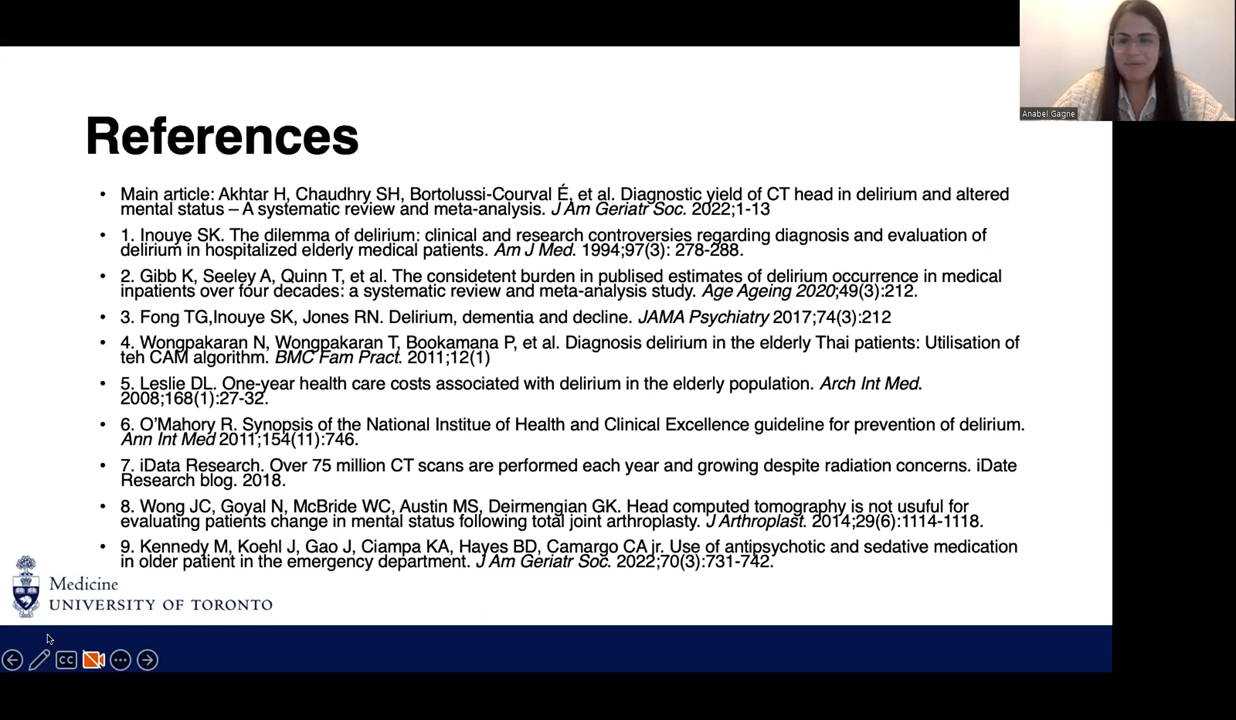 Anabel Gagne
References
• Main article: Akhtar H, Chaudhry SH, Bortolussi-Courval É, et al. Diagnostic yield of CT head in delirium and altered
mental status – A systematic review and meta-analysis. J Am Geriatr Soc. 2022;1-13
• 1. Inouye SK. The dilemma of delirium: clinical and research controversies regarding diagnosis and evaluation of
delirium in hospitalized elderly medical patients. Am J Med. 1994;97(3): 278-288.
• 2. Gibb K, Seeley A, Quinn T, et al. The considetent burden in publised estimates of delirium occurrence in medical
inpatients over four decades: a systematic review and meta-analysis study. Age Ageing 2020;49(3):212.
• 3. Fong TG,Inouye SK, Jones RN. Delirium, dementia and decline. JAMA Psychiatry 2017;74(3):212
• 4. Wongpakaran N, Wongpakaran T, Bookamana P, et al. Diagnosis delirium in the elderly Thai patients: Utilisation of
teh CAM algorithm. BMC Fam Pract. 2011;12(1)
• 5. Leslie DL. One-year health care costs associated with delirium in the elderly population. Arch Int Med.
2008;168(1):27-32.
• 6. O’Mahory R. Synopsis of the National Institue of Health and Clinical Excellence guideline for prevention of delirium.
Ann Int Med 2011;154(11):746.
• 7. iData Research. Over 75 million CT scans are performed each year and growing despite radiation concerns. iDate
Research blog. 2018.
• 8. Wong JC, Goyal N, McBride WC, Austin MS, Deirmengian GK. Head computed tomography is not usuful for
evaluating patients change in mental status following total joint arthroplasty. J Arthroplast. 2014;29(6):1114-1118.
• 9. Kennedy M, Koehl J, Gao J, Ciampa KA, Hayes BD, Camargo CA jr. Use of antipsychotic and sedative medication
in older patient in the emergency department. J Am Geriatr Soc. 2022;70(3):731-742.
Medicine
UNIVERSITY OF TORONTO
CC